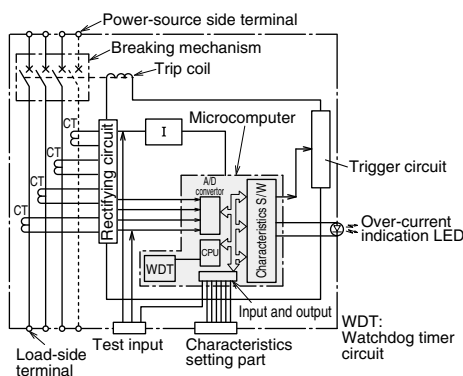 Power-source side terminal
Breaking mechanism
Trip coil
Microcomputer
CT
CT
CT
CT
Rectifying circuit
I
A/D
convertor
CPU
WDT
Characteristics S/W
Trigger circuit
Over-current
indication LED
Input and output
Load-side
terminal
Test input
Characteristics
setting part
WDT:
Watchdog timer
circuit